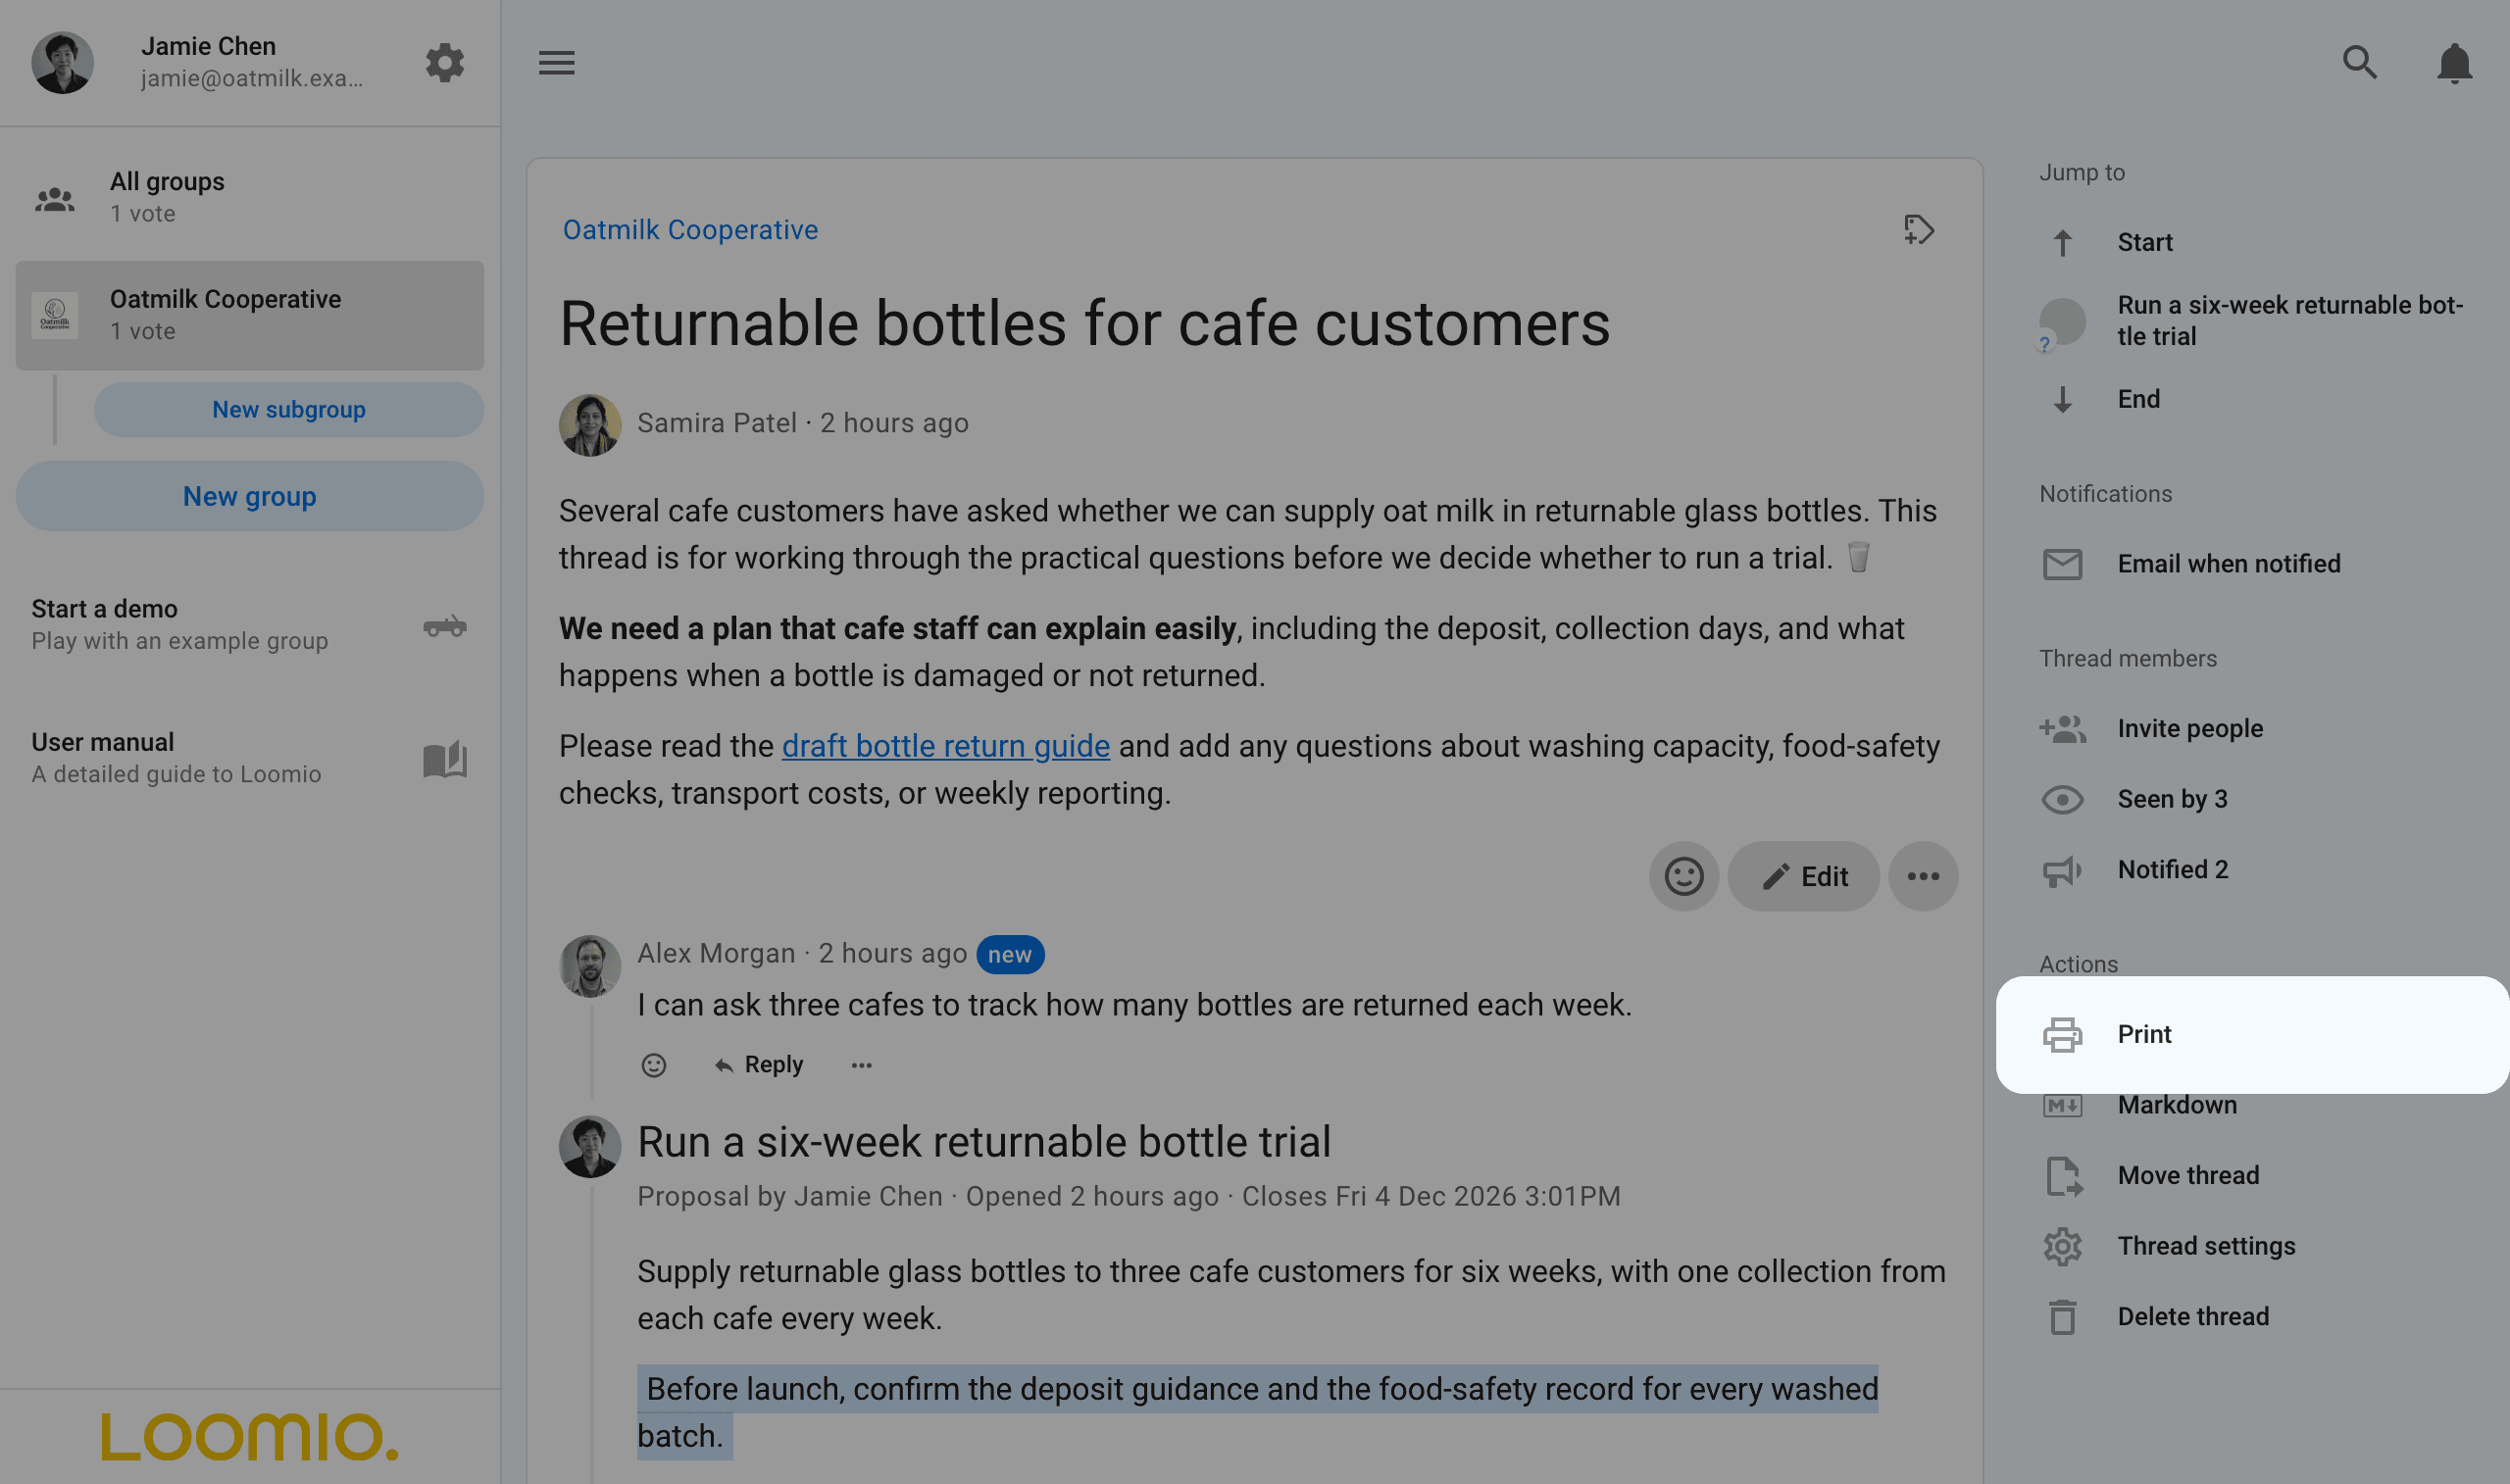 Jamie Chen
jamie@oatmilk.exa...
All groups
1 vote
Oatmilk Cooperative
Oatmilk Cooperative
1 vote
New subgroup
New group
Start a demo
Play with an example group
User manual
A detailed guide to Loomio
LOOMIO.
Oatmilk Cooperative
Returnable bottles for cafe customers
Samira Patel · 2 hours ago
Several cafe customers have asked whether we can supply oat milk in returnable glass bottles. This
thread is for working through the practical questions before we decide whether to run a trial. 🥛
We need a plan that cafe staff can explain easily, including the deposit, collection days, and what
happens when a bottle is damaged or not returned.
Please read the draft bottle return guide and add any questions about washing capacity, food-safety
checks, transport costs, or weekly reporting.
Edit
Alex Morgan · 2 hours ago new
I can ask three cafes to track how many bottles are returned each week.
Reply
Run a six-week returnable bottle trial
Proposal by Jamie Chen · Opened 2 hours ago · Closes Fri 4 Dec 2026 3:01PM
Supply returnable glass bottles to three cafe customers for six weeks, with one collection from
each cafe every week.
Before launch, confirm the deposit guidance and the food-safety record for every washed
batch.
Jump to
Start
Run a six-week returnable bot-
tle trial
?
End
Notifications
Email when notified
Thread members
Invite people
Seen by 3
Notified 2
Actions
Print
M Markdown
Move thread
Thread settings
Delete thread